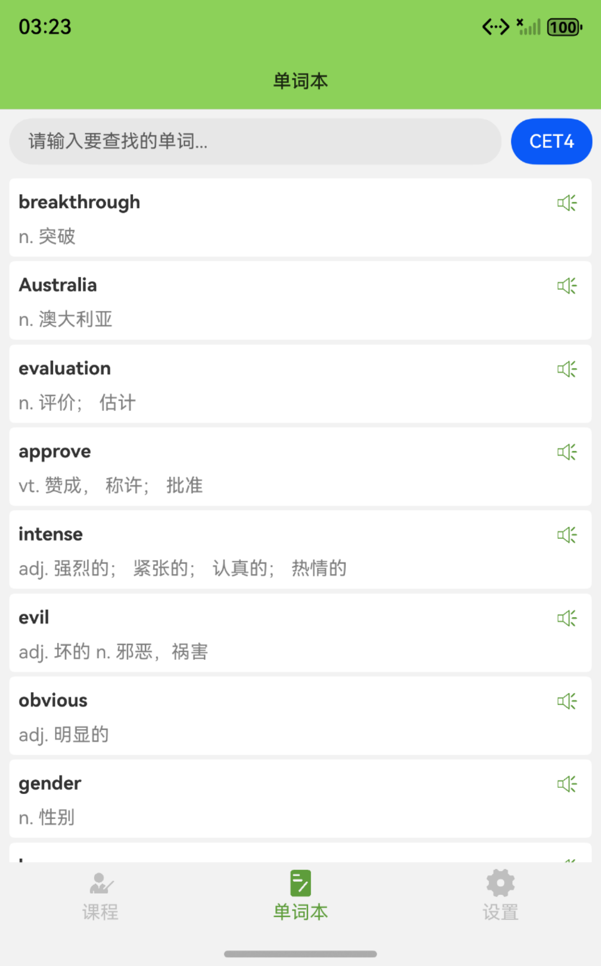 03:23
100
单词本
请输入要查找的单词...
CET4
breakthrough
n. 突破
Australia
n. 澳大利亚
evaluation
n. 评价； 估计
approve
vt. 赞成， 称许； 批准
intense
adj. 强烈的； 紧张的； 认真的； 热情的
evil
adj. 坏的 n. 邪恶，祸害
obvious
adj. 明显的
gender
n. 性别
课程
单词本
设置